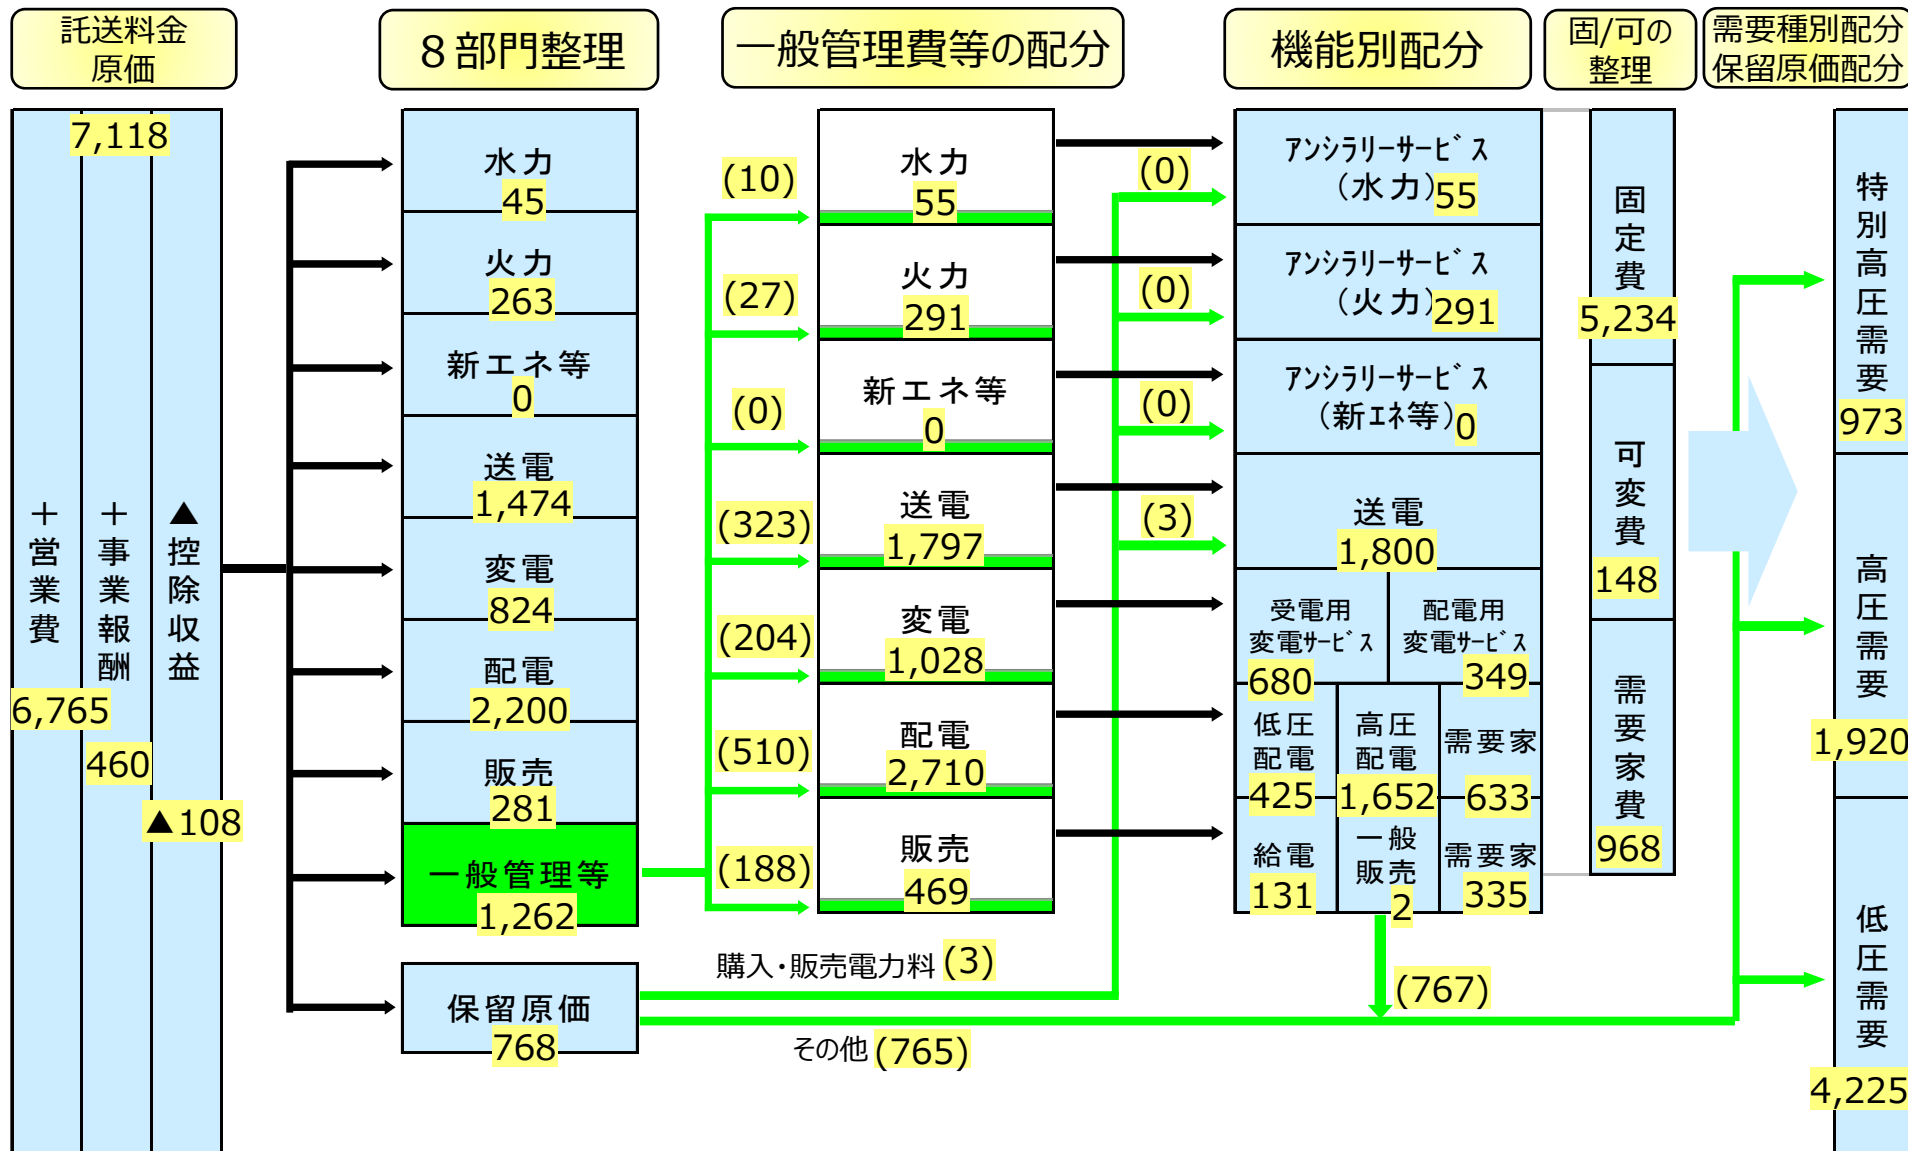 託送料金
原価
８部門整理
一般管理費等の配分
機能別配分
固/可の
整理
需要種別配分
保留原価配分
7,118
＋営業費
6,765
＋事業報酬
460
▲控除収益
▲108
水力
45
火力
263
新エネ等
0
送電
1,474
変電
824
配電
2,200
販売
281
一般管理等
1,262
保留原価
768
(10)
(27)
(0)
(323)
(204)
(510)
(188)
水力
55
火力
291
新エネ等
0
送電
1,797
変電
1,028
配電
2,710
販売
469
購入・販売電力料 (3)
その他 (765)
(0)
(0)
(0)
(3)
ｱﾝｼﾗﾘｰｻｰﾋﾞｽ
（水力） 55
ｱﾝｼﾗﾘｰｻｰﾋﾞｽ
（火力） 291
ｱﾝｼﾗﾘｰｻｰﾋﾞｽ
（新ｴﾈ等） 0
送電
1,800
受電用
変電ｻｰﾋﾞｽ
680
配電用
変電ｻｰﾋﾞｽ
349
低圧
配電
425
高圧
配電
1,652
需要家
633
給電
131
一般
販売
2
需要家
335
(767)
固定費
5,234
可変費
148
需要家費
968
特別高圧需要
973
高圧需要
1,920
低圧需要
4,225